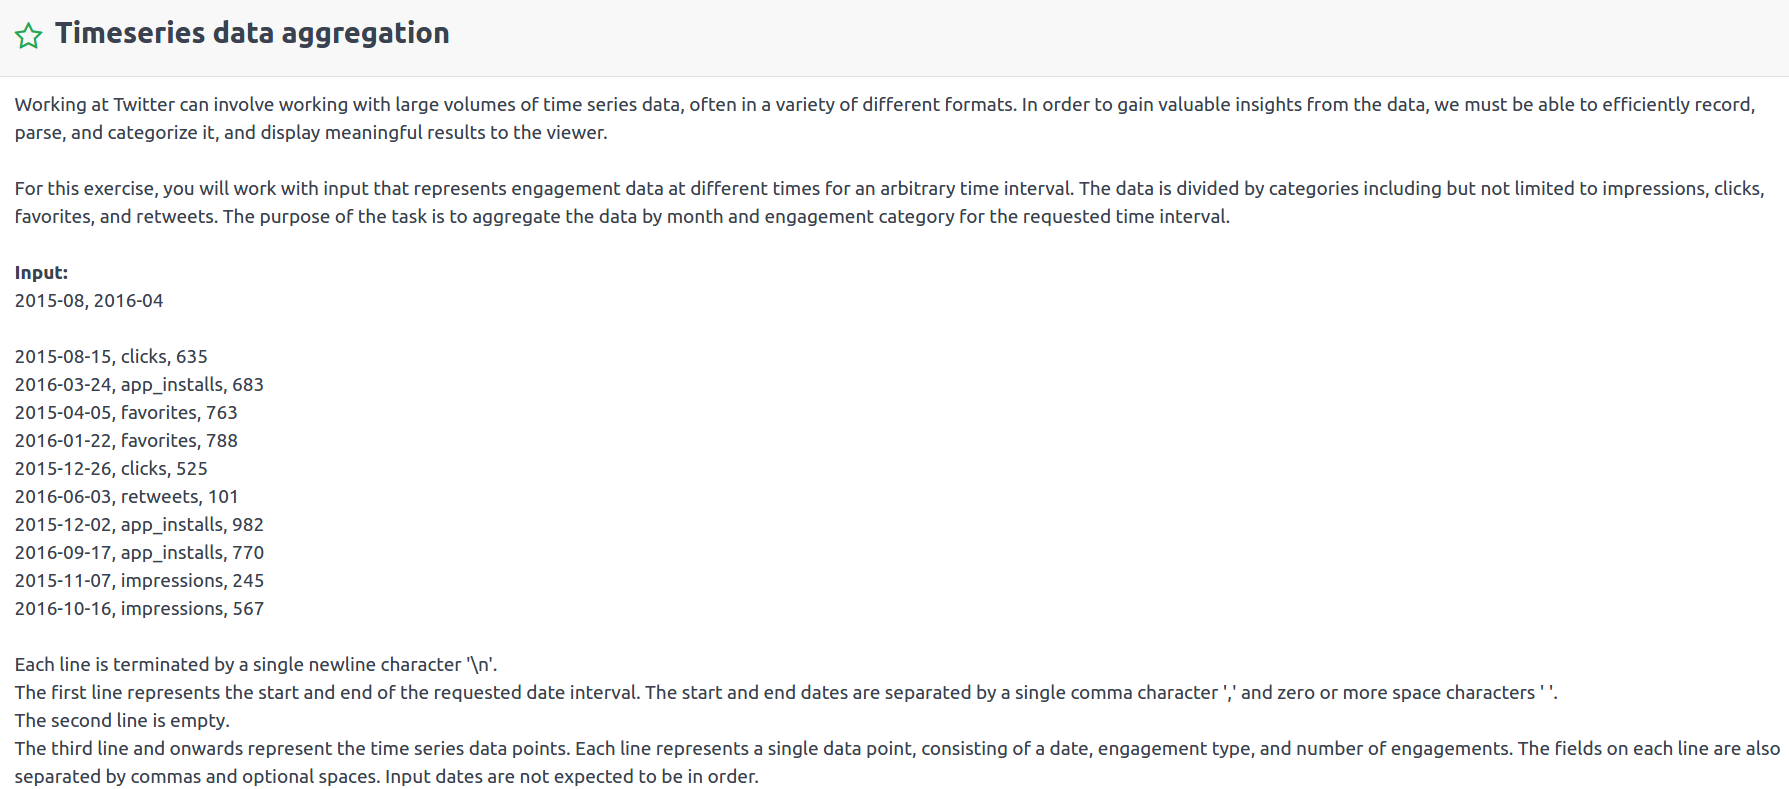 Timeseries data aggregation
Working at Twitter can involve working with large volumes of time series data, often in a variety of different formats. In order to gain valuable insights from the data, we must be able to efficiently record,
parse, and categorize it, and display meaningful results to the viewer.
For this exercise, you will work with input that represents engagement data at different times for an arbitrary time interval. The data is divided by categories including but not limited to impressions, clicks,
favorites, and retweets. The purpose of the task is to aggregate the data by month and engagement category for the requested time interval.
Input:
2015-08, 2016-04
2015-08-15, clicks, 635
2016-03-24, app_installs, 683
2015-04-05, favorites, 763
2016-01-22, favorites, 788
2015-12-26, clicks, 525
2016-06-03, retweets, 101
2015-12-02, app_installs, 982
2016-09-17, app_installs, 770
2015-11-07, impressions, 245
2016-10-16, impressions, 567
Each line is terminated by a single newline character '\n'.
The first line represents the start and end of the requested date interval. The start and end dates are separated by a single comma character ',' and zero or more space characters ' '.
The second line is empty.
The third line and onwards represent the time series data points. Each line represents a single data point, consisting of a date, engagement type, and number of engagements. The fields on each line are also
separated by commas and optional spaces. Input dates are not expected to be in order.